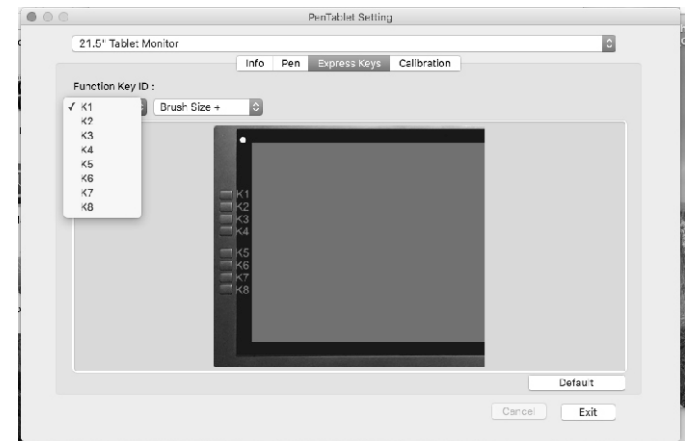 PenTablet Setting
21.5" Tablet Monitor
Info Pen Express Keys Calibration
Function Key ID :
✓ K1 Brush Size +
K2
K3
K4
K5
K6
K7
K8
K1
K2
K3
K4
K5
K6
K7
K8
Default
Cancel Exit